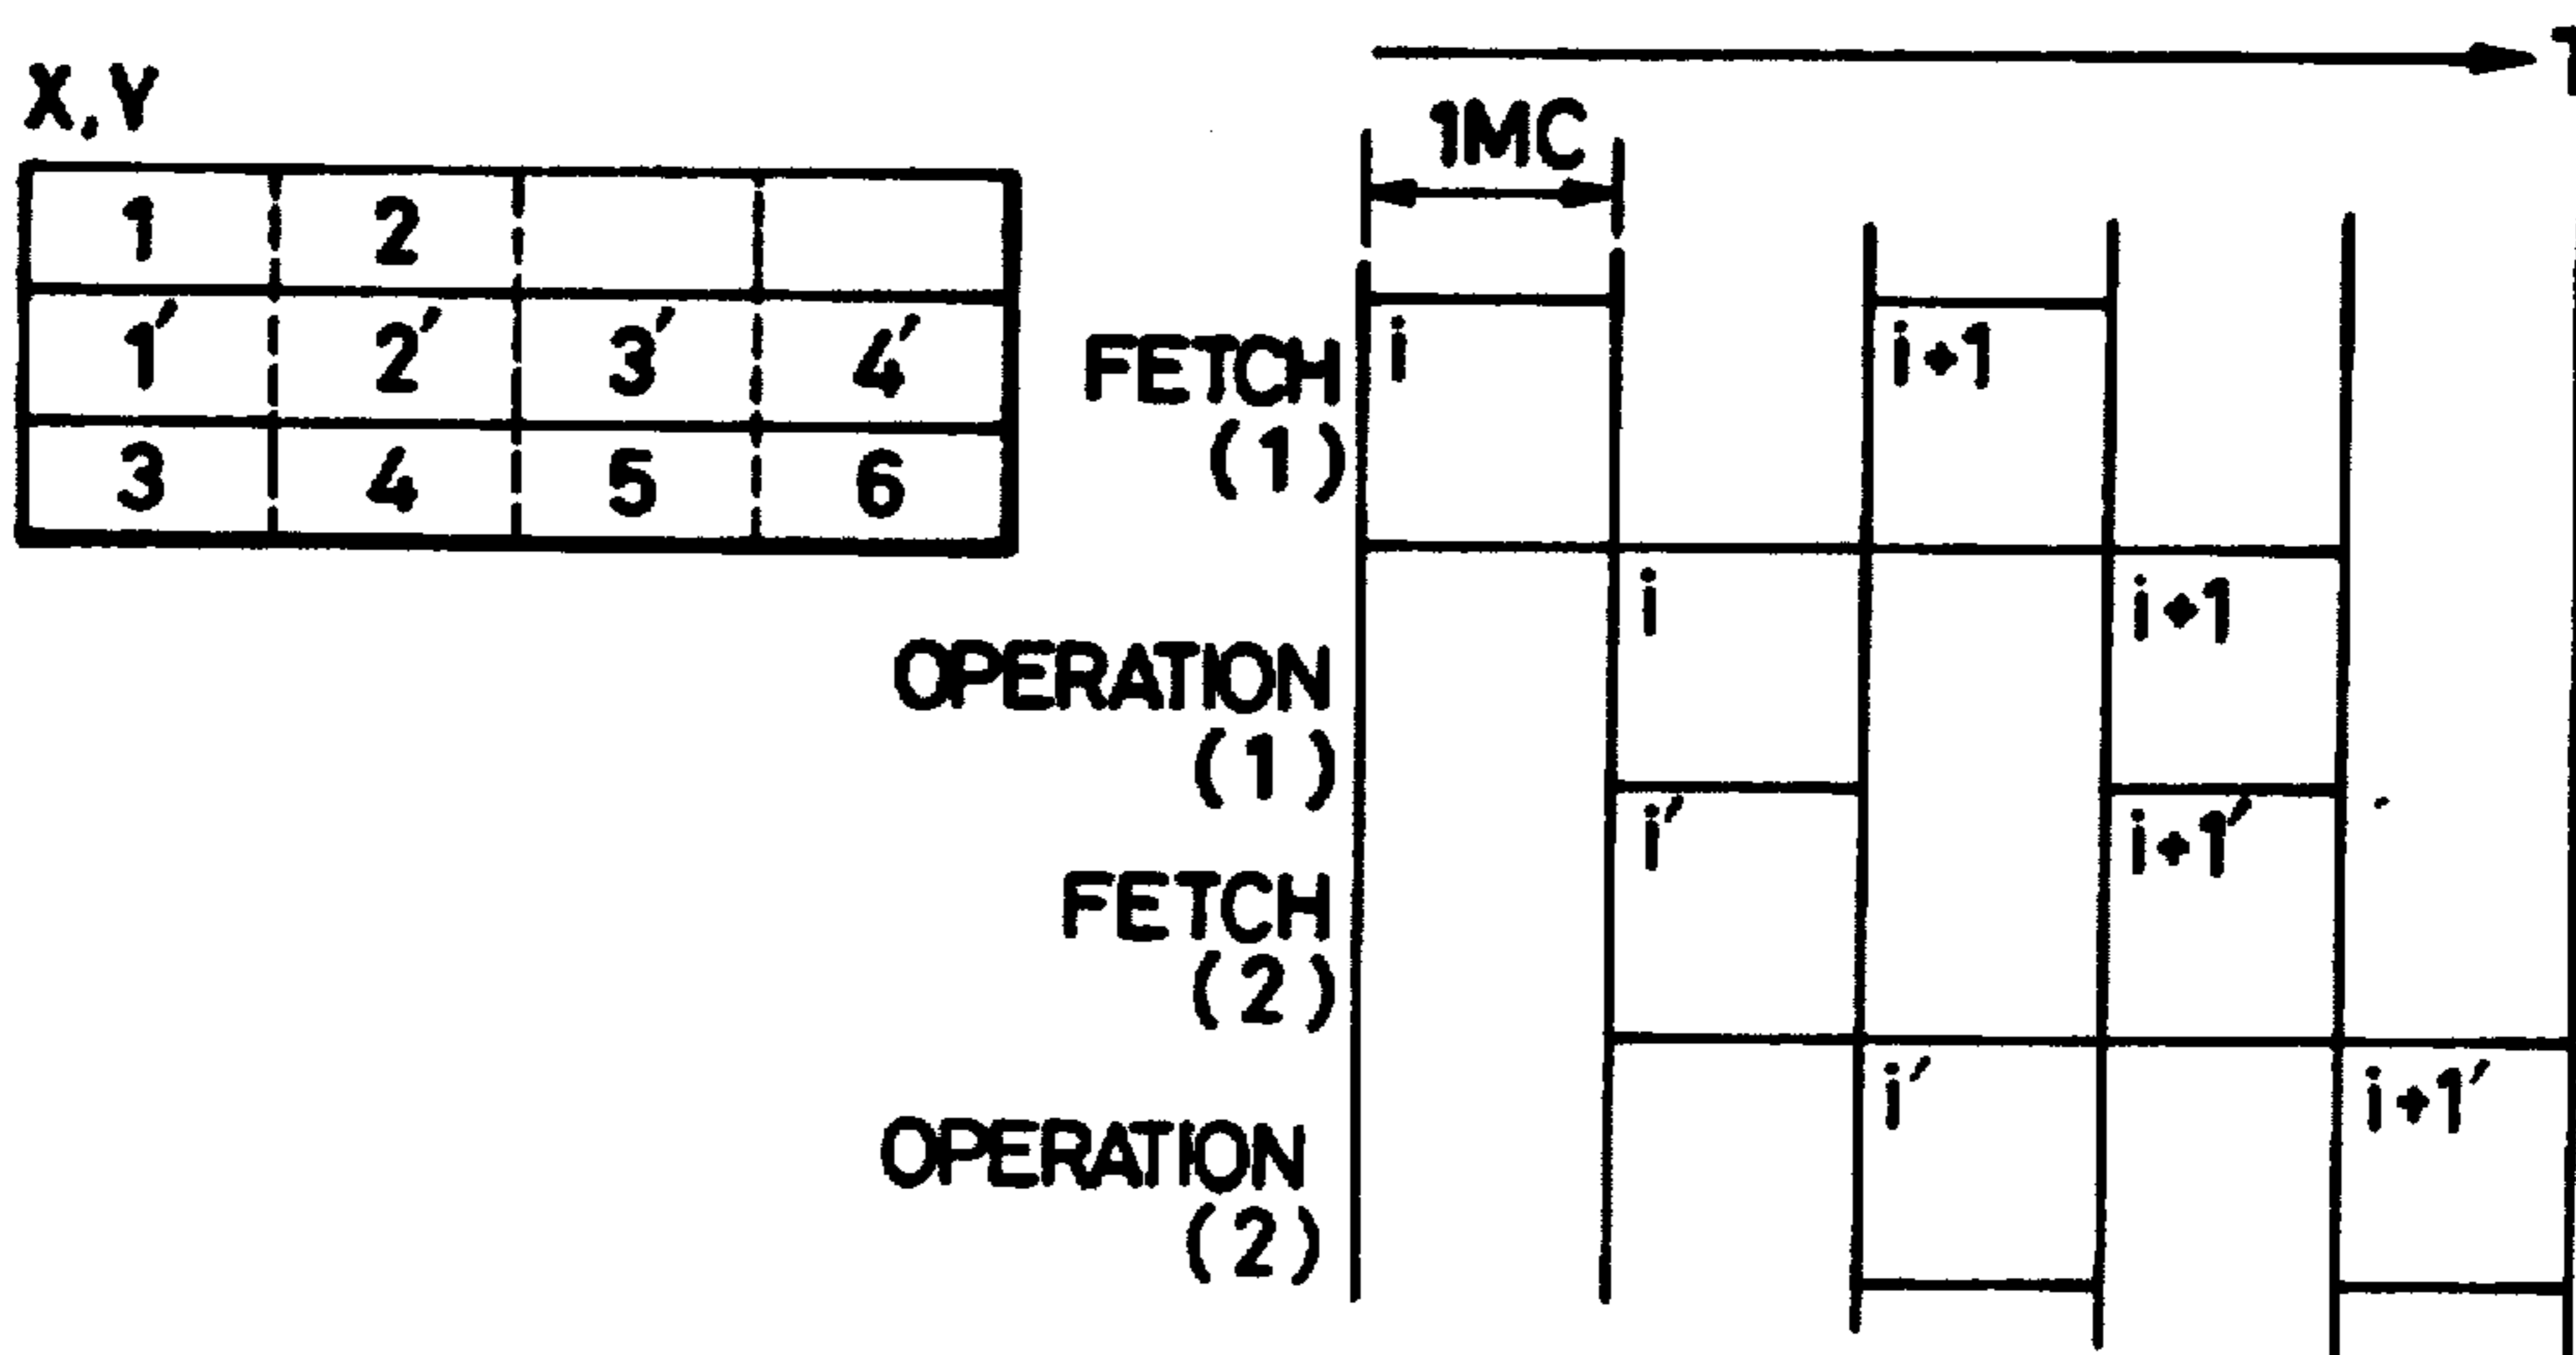 X,Y
1 2
1′ 2′ 3′ 4′
3 4 5 6
1MC
FETCH
(1)
i i+1
OPERATION
(1)
i i+1
FETCH
(2)
i′ i+1′
OPERATION
(2)
i′ i+1′